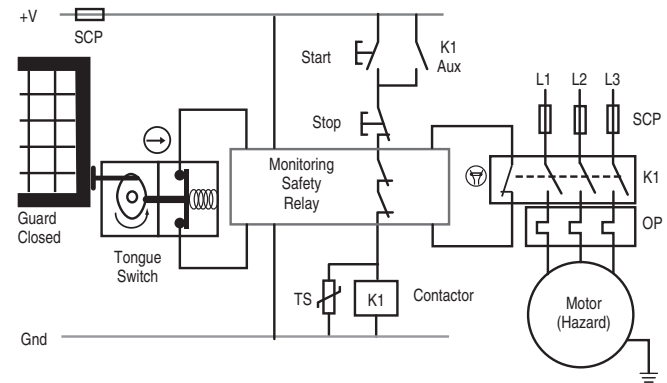 +V
SCP
Start
K1
Aux
L1 L2 L3
SCP
Stop
Monitoring
Safety
Relay
K1
Guard
Closed
OP
Tongue
Switch
TS
K1
Contactor
Motor
(Hazard)
Gnd